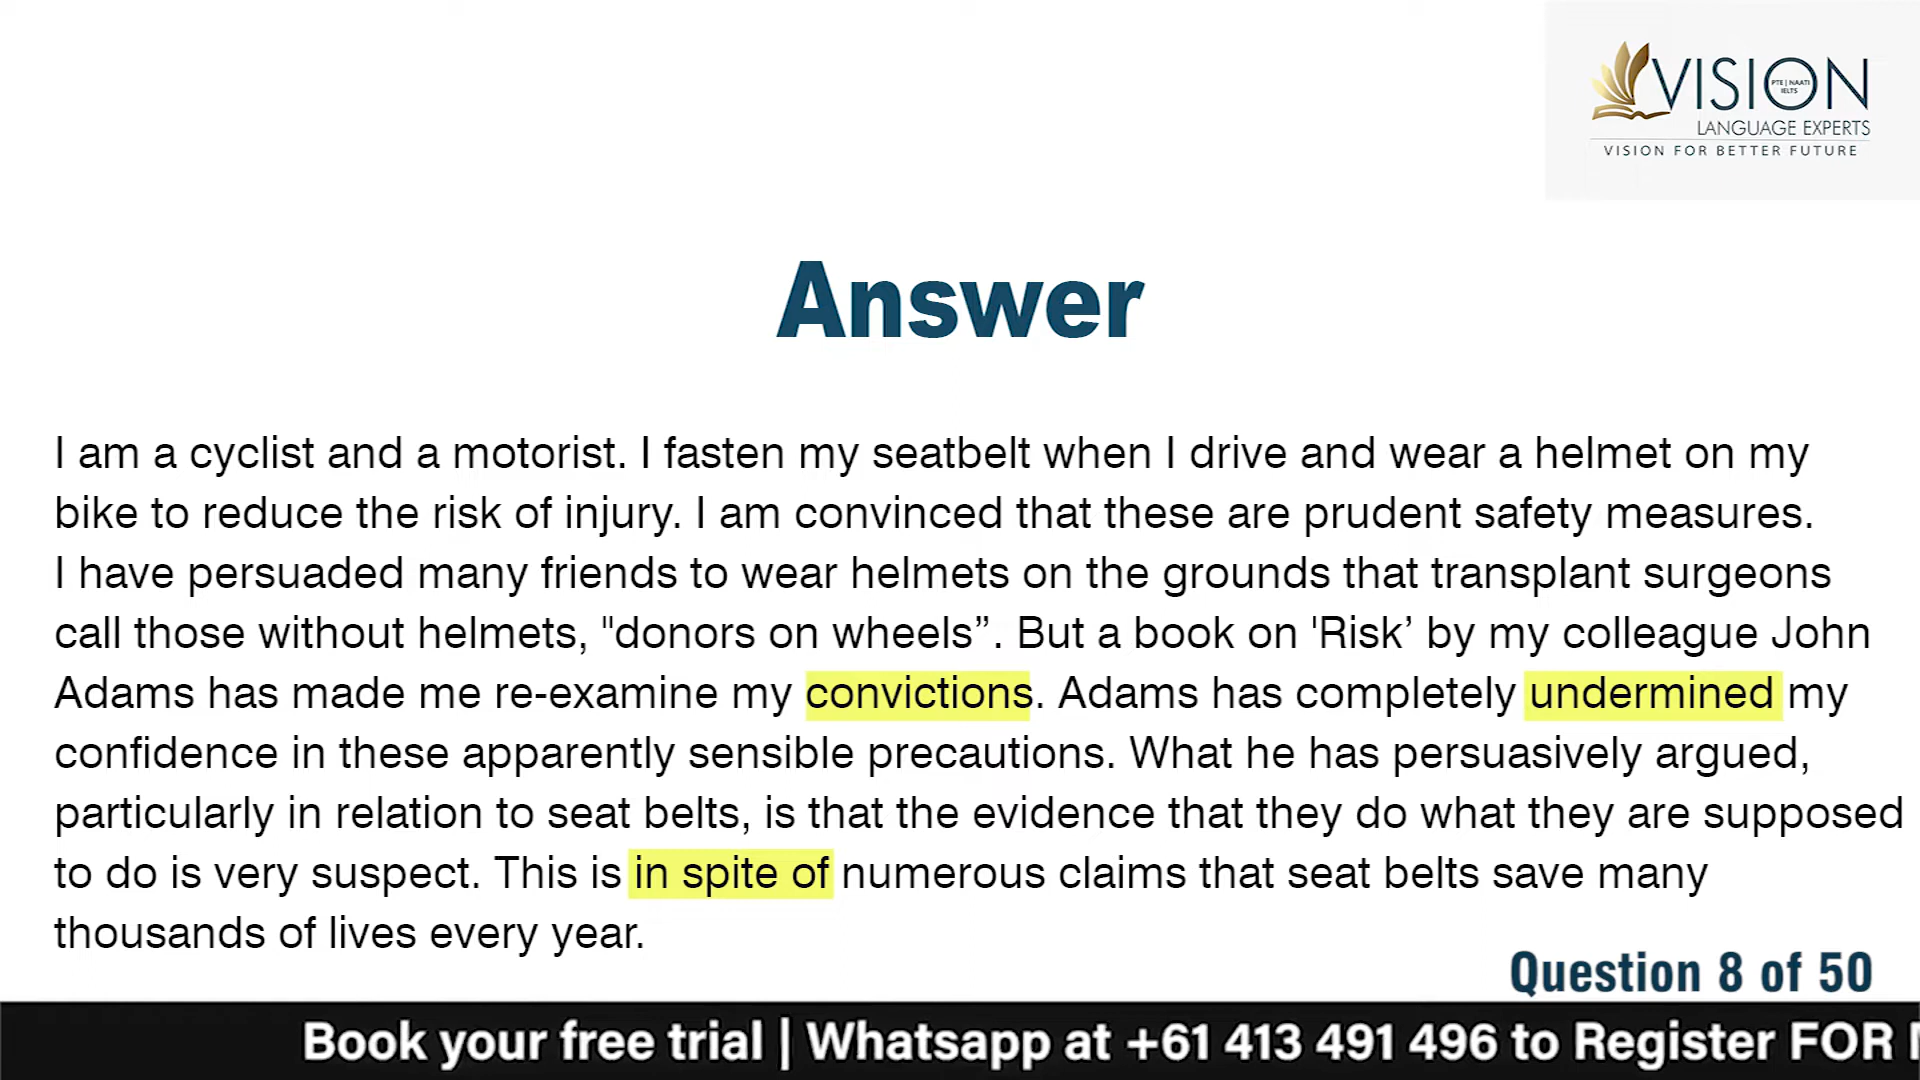 VISION
PTE | NAATI
IELTS
LANGUAGE EXPERTS
VISION FOR BETTER FUTURE
Answer
I am a cyclist and a motorist. I fasten my seatbelt when I drive and wear a helmet on my
bike to reduce the risk of injury. I am convinced that these are prudent safety measures.
I have persuaded many friends to wear helmets on the grounds that transplant surgeons
call those without helmets, "donors on wheels”. But a book on 'Risk’ by my colleague John
Adams has made me re-examine my convictions. Adams has completely undermined my
confidence in these apparently sensible precautions. What he has persuasively argued,
particularly in relation to seat belts, is that the evidence that they do what they are supposed
to do is very suspect. This is in spite of numerous claims that seat belts save many
thousands of lives every year.
Question 8 of 50
Book your free trial | Whatsapp at +61 413 491 496 to Register FOR